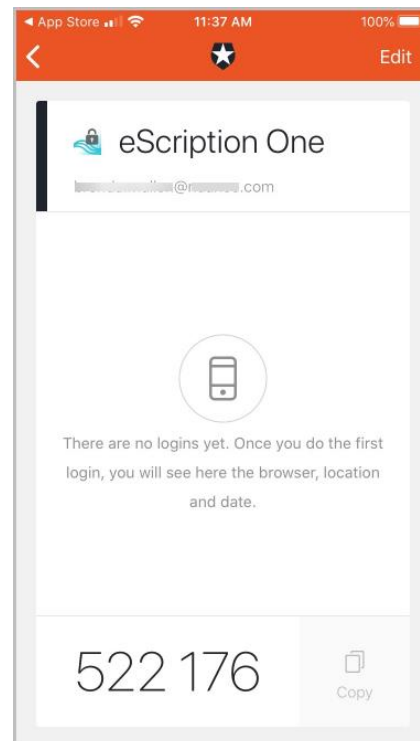 App Store 11:37 AM 100%
Edit
eScription One
.com
There are no logins yet. Once you do the first
login, you will see here the browser, location
and date.
522 176
Copy